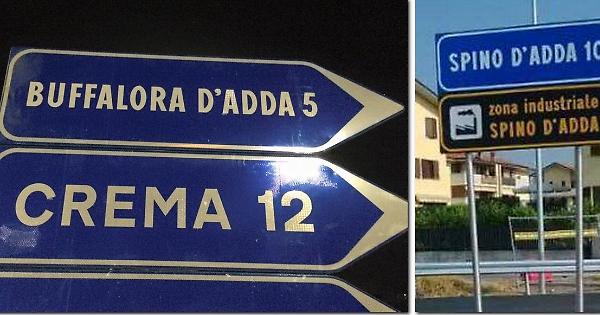 BUFFALORA D'ADDA 5
CREMA 12
SPINO D'ADDA 10
zona industriale
SPINO D'ADDA